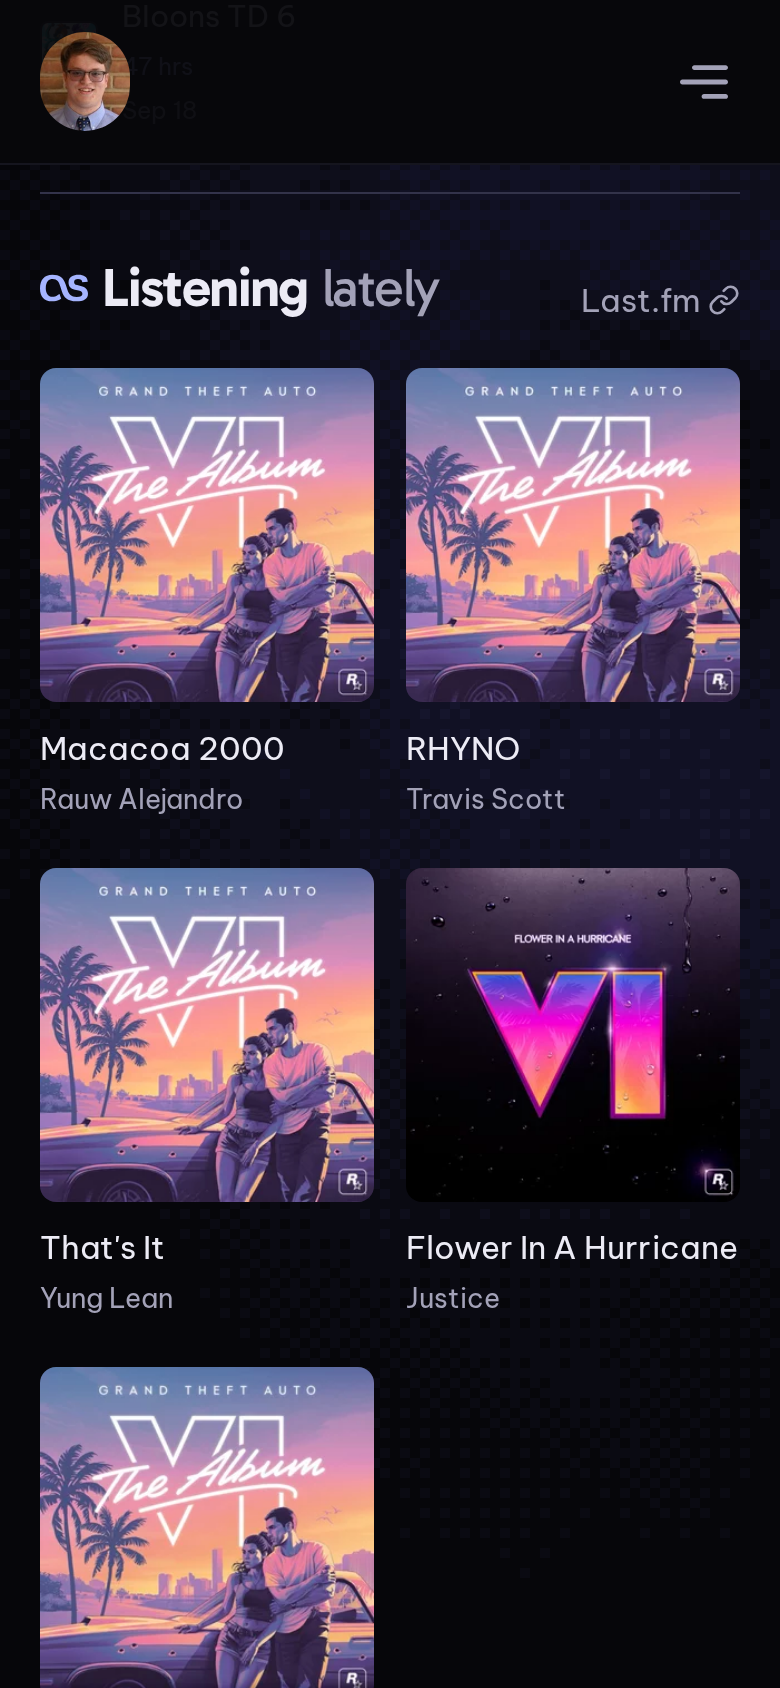 Bloons TD 6
47 hrs
Sep 18
Listening lately
Last.fm
GRAND THEFT AUTO
VI
The Album
R
GRAND THEFT AUTO
VI
The Album
R
Macacoa 2000
RHYNO
Rauw Alejandro
Travis Scott
GRAND THEFT AUTO
VI
The Album
R
FLOWER IN A HURRICANE
VI
R
That's It
Flower In A Hurricane
Yung Lean
Justice
GRAND THEFT AUTO
VI
The Album
R